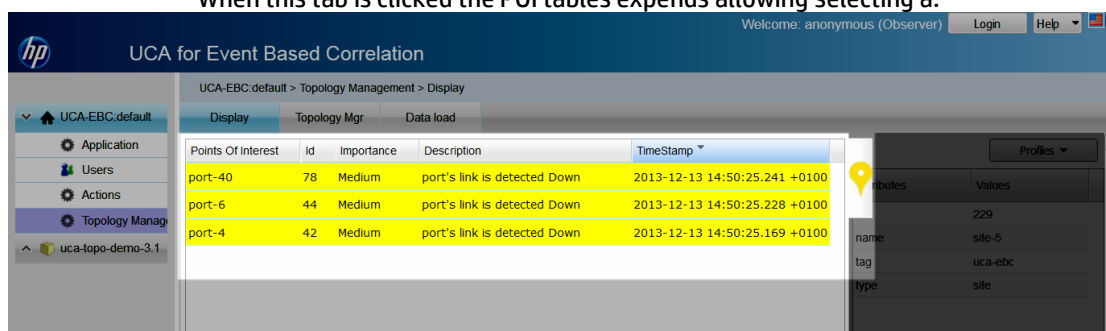 When this tab is clicked the POI tables expends allowing selecting a.
Welcome: anonymous (Observer) Login Help
hp UCA for Event Based Correlation
UCA-EBC:default > Topology Management > Display
UCA-EBC:default Display Topology Mgr Data load
Application
Users
Actions
Topology Manag
uca-topo-demo-3.1
Points Of Interest Id Importance Description TimeStamp
port-40 78 Medium port's link is detected Down 2013-12-13 14:50:25.241 +0100
port-6 44 Medium port's link is detected Down 2013-12-13 14:50:25.228 +0100
port-4 42 Medium port's link is detected Down 2013-12-13 14:50:25.169 +0100
Profiles
ributes Values
229
name site-5
tag uca-ebc
type site